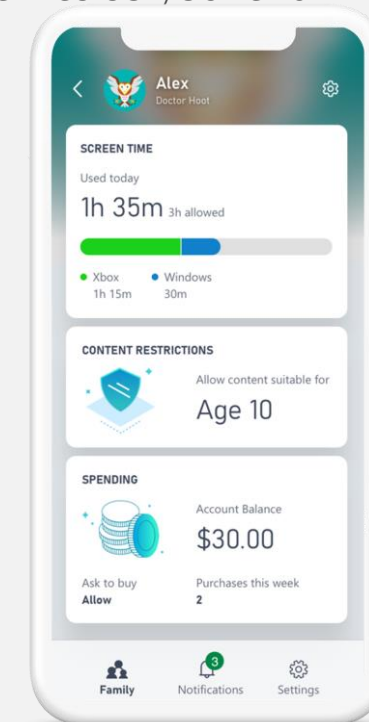 Alex
Doctor Hoot
SCREEN TIME
Used today
1h 35m 3h allowed
Xbox Windows
1h 15m 30m
CONTENT RESTRICTIONS
Allow content suitable for
Age 10
SPENDING
Account Balance
$30.00
Ask to buy Purchases this week
Allow 2
3
Family Notifications Settings